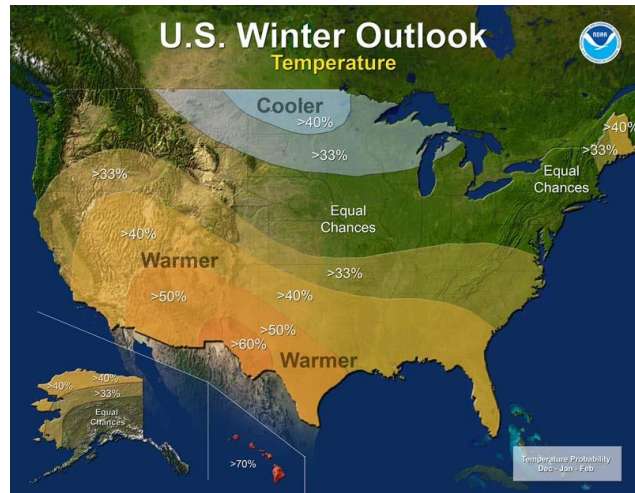 U.S. Winter Outlook
Temperature
NOAA
Cooler
>40%
>33%
>40%
>33%
Equal
Chances
>33%
Equal
Chances
>40%
Warmer
>33%
>50%
>40%
>50%
>60%
Warmer
>40%
>40%
>33%
Equal
Chances
>70%
Temperature Probability
Dec - Jan - Feb